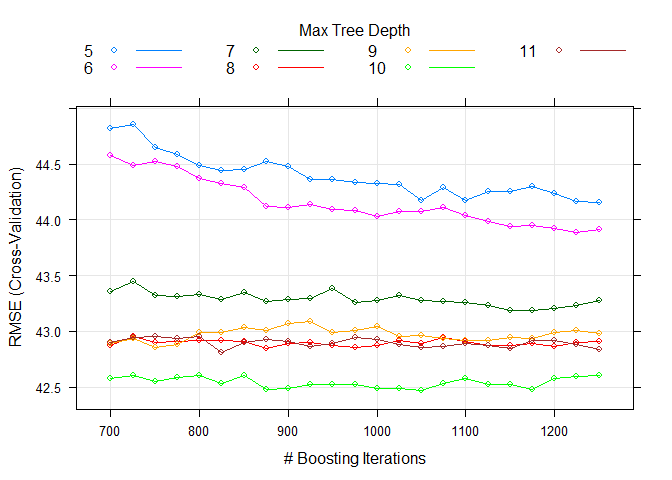 Max Tree Depth
5 7 9 11
6 8 10
RMSE (Cross-Validation)
44.5
44.0
43.5
43.0
42.5
700 800 900 1000 1100 1200
# Boosting Iterations